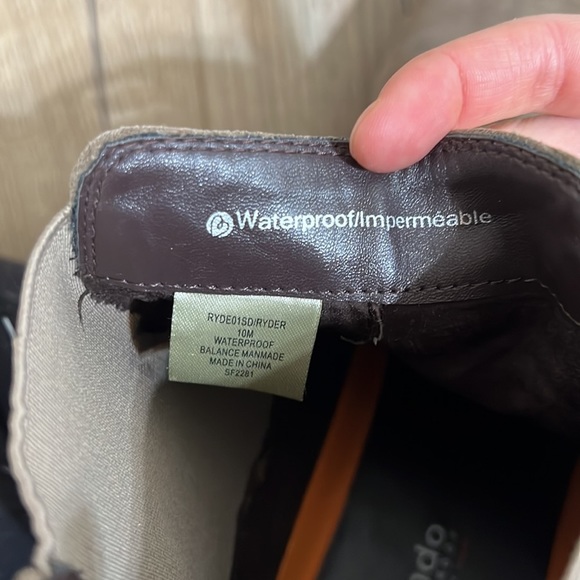 Waterproof/Imperméable
RYDE01SD/RYDER
10M
WATERPROOF
BALANCE MANMADE
MADE IN CHINA
SF2281